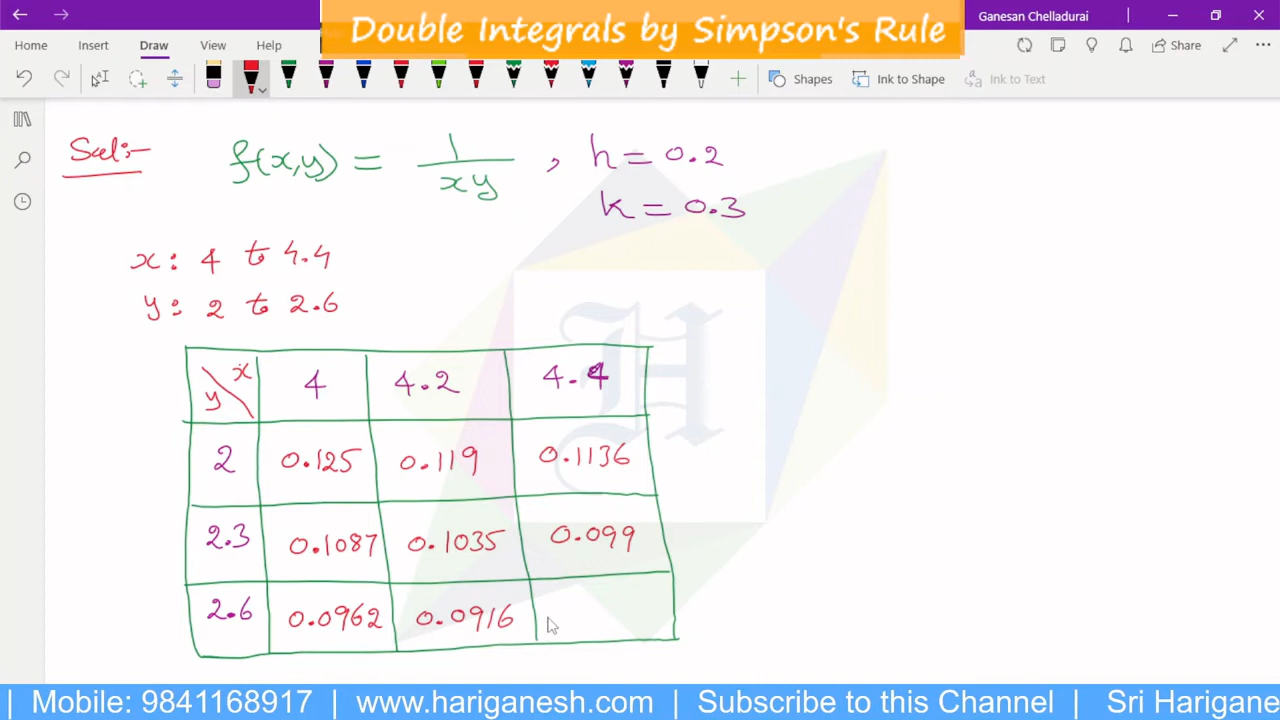 Double Integrals by Simpson's Rule
Ganesan Chelladurai
Home Insert Draw View Help
Share
Shapes Ink to Shape Ink to Text
Sol:- f(x,y) = 1/xy , h = 0.2
k = 0.3
x: 4 to 4.4
y: 2 to 2.6
y x 4 4.2 4.4
2 0.125 0.119 0.1136
2.3 0.1087 0.1035 0.099
2.6 0.0962 0.0916
H
| Mobile: 9841168917 | www.hariganesh.com | Subscribe to this Channel | Sri Harigane